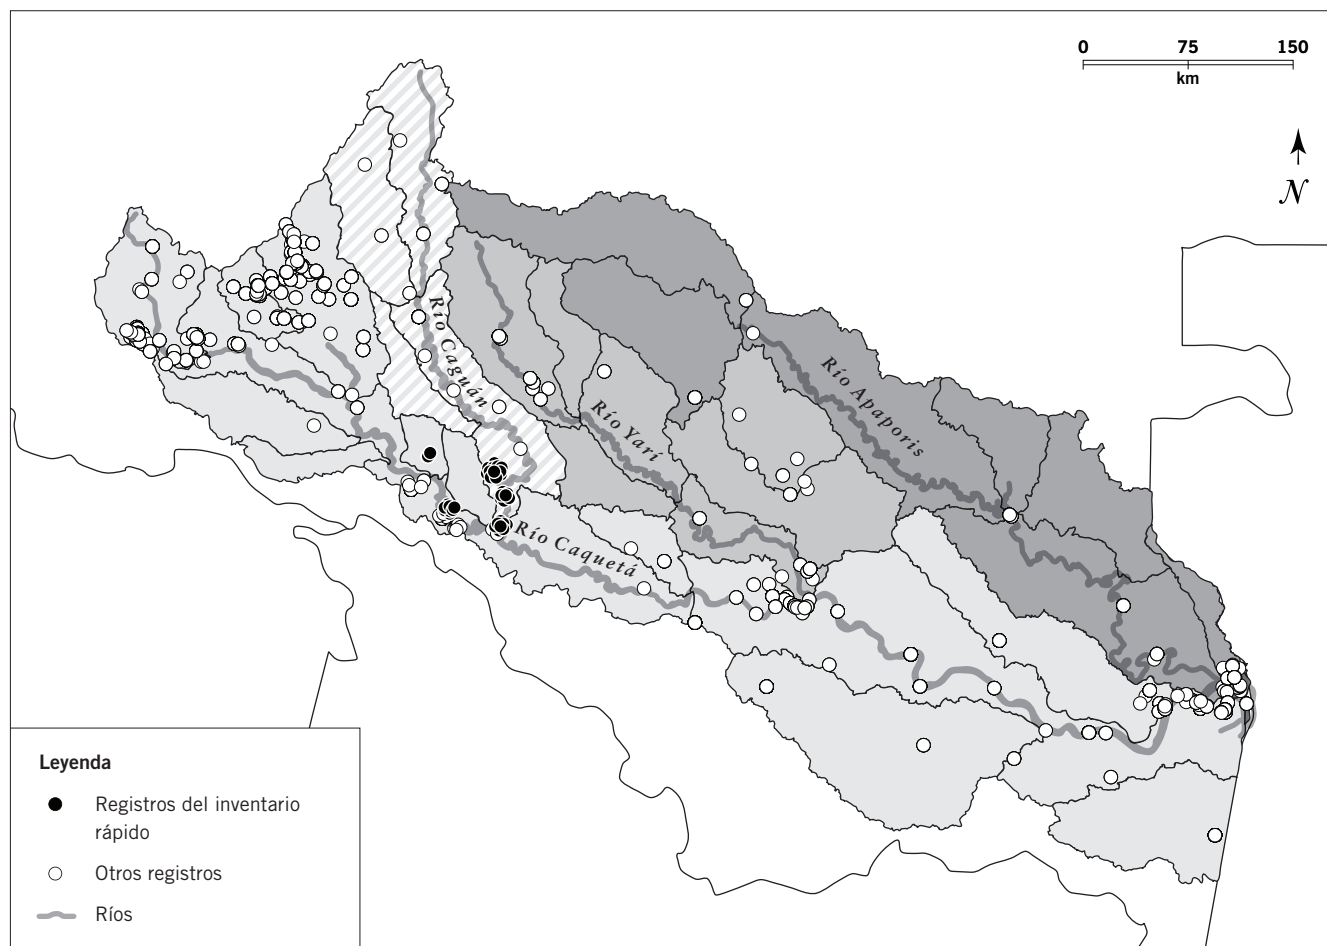 0 75 150
km
N
Río Caguán
Río Yarí
Río Apaporis
Río Caquetá
Leyenda
Registros del inventario
rápido
Otros registros
Ríos